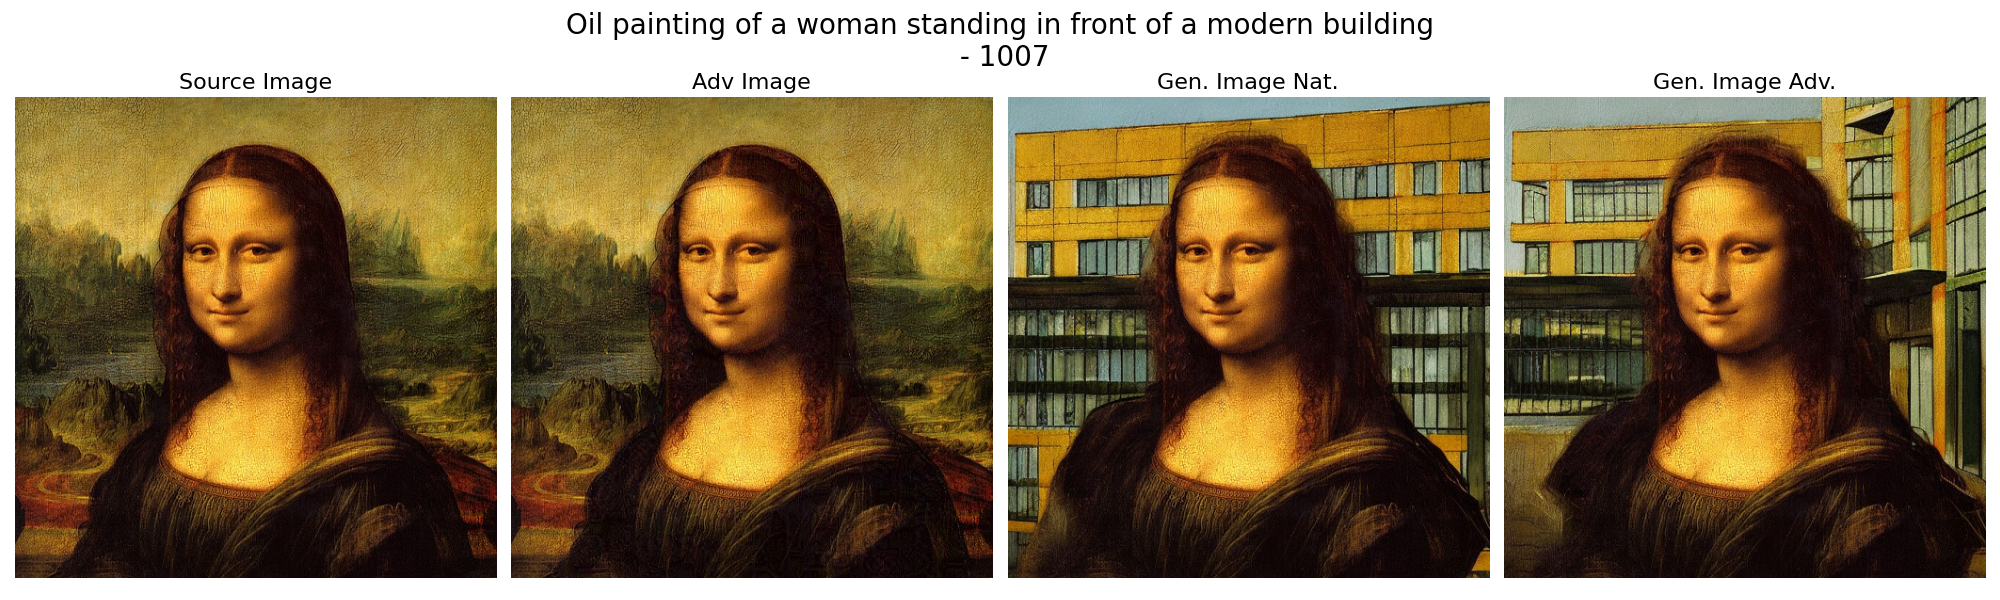 Oil painting of a woman standing in front of a modern building
- 1007
Source Image
Adv Image
Gen. Image Nat.
Gen. Image Adv.